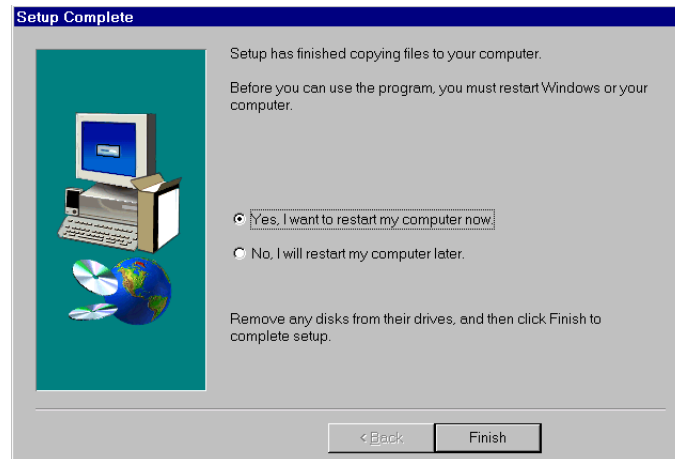 Setup Complete
Setup has finished copying files to your computer.
Before you can use the program, you must restart Windows or your
computer.
Yes, I want to restart my computer now.
No, I will restart my computer later.
Remove any disks from their drives, and then click Finish to
complete setup.
< Back
Finish